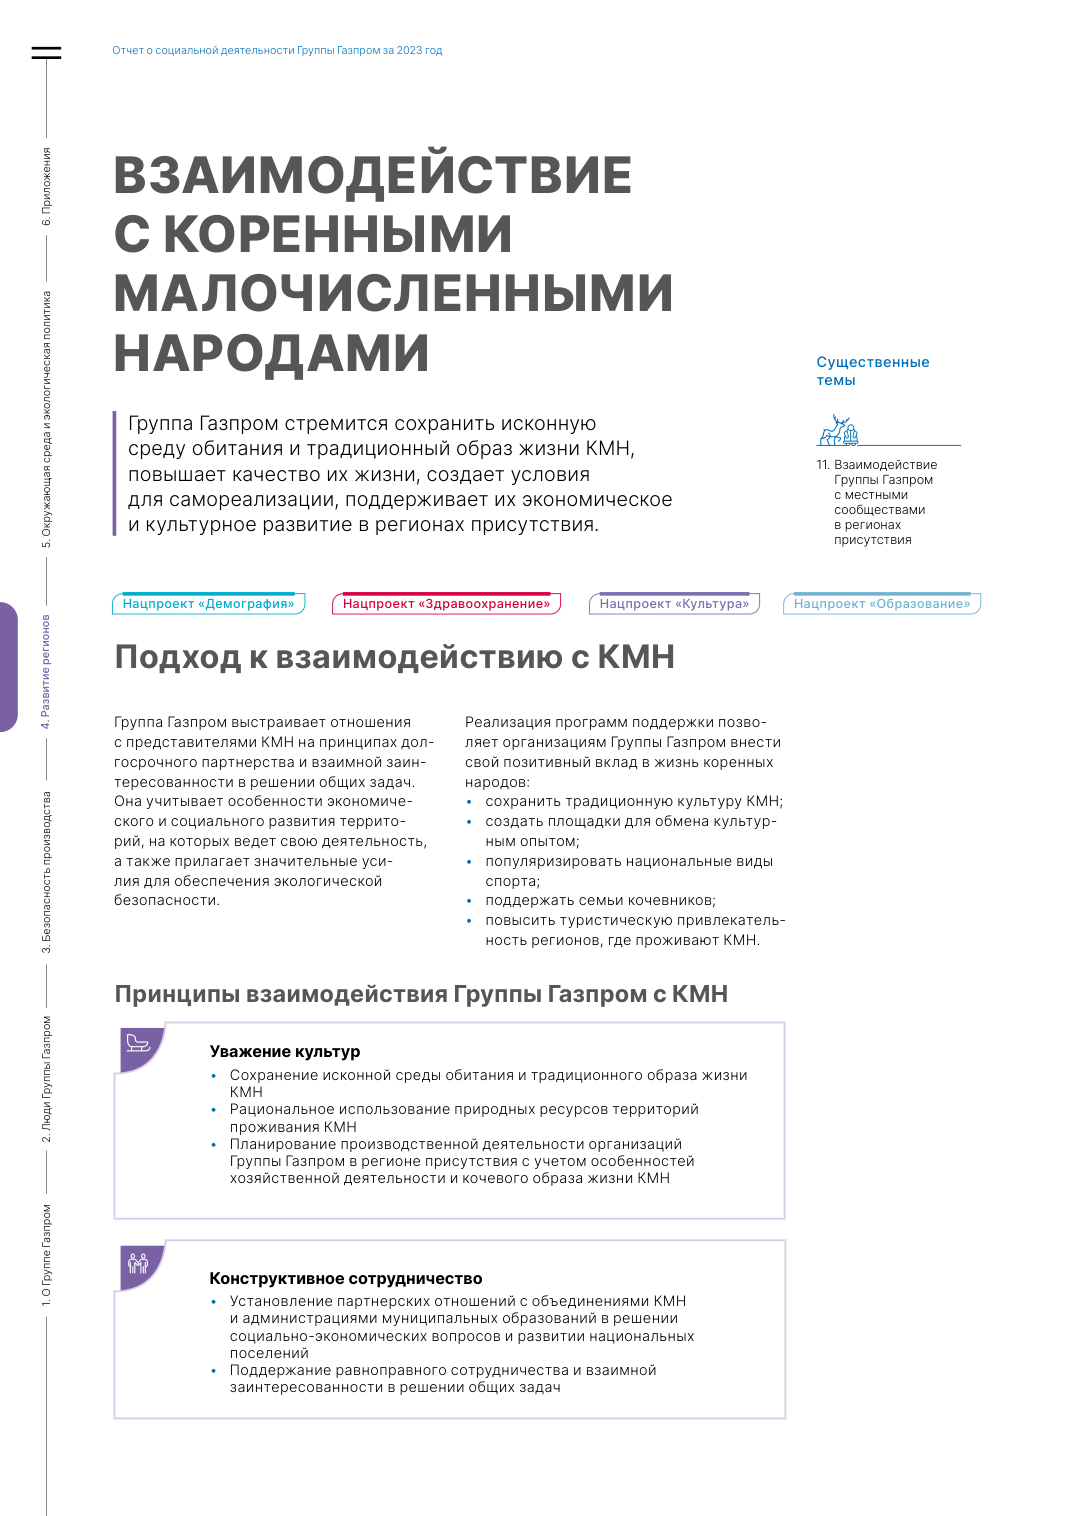 Отчет о социальной деятельности Группы Газпром за 2023 год
6. Приложения
5. Окружающая среда и экологическая политика
4. Развитие регионов
3. Безопасность производства
2. Люди Группы Газпром
1. О Группе Газпром
ВЗАИМОДЕЙСТВИЕ
С КОРЕННЫМИ
МАЛОЧИСЛЕННЫМИ
НАРОДАМИ
Группа Газпром стремится сохранить исконную
среду обитания и традиционный образ жизни КМН,
повышает качество их жизни, создает условия
для самореализации, поддерживает их экономическое
и культурное развитие в регионах присутствия.
Существенные
темы
11. Взаимодействие
Группы Газпром
с местными
сообществами
в регионах
присутствия
Нацпроект «Демография»
Нацпроект «Здравоохранение»
Нацпроект «Культура»
Нацпроект «Образование»
Подход к взаимодействию с КМН
Группа Газпром выстраивает отношения
с представителями КМН на принципах дол-
госрочного партнерства и взаимной заин-
тересованности в решении общих задач.
Она учитывает особенности экономиче-
ского и социального развития террито-
рий, на которых ведет свою деятельность,
а также прилагает значительные уси-
лия для обеспечения экологической
безопасности.
Реализация программ поддержки позво-
ляет организациям Группы Газпром внести
свой позитивный вклад в жизнь коренных
народов:
• сохранить традиционную культуру КМН;
• создать площадки для обмена культур-
ным опытом;
• популяризировать национальные виды
спорта;
• поддержать семьи кочевников;
• повысить туристическую привлекатель-
ность регионов, где проживают КМН.
Принципы взаимодействия Группы Газпром с КМН
Уважение культур
• Сохранение исконной среды обитания и традиционного образа жизни
КМН
• Рациональное использование природных ресурсов территорий
проживания КМН
• Планирование производственной деятельности организаций
Группы Газпром в регионе присутствия с учетом особенностей
хозяйственной деятельности и кочевого образа жизни КМН
Конструктивное сотрудничество
• Установление партнерских отношений с объединениями КМН
и администрациями муниципальных образований в решении
социально-экономических вопросов и развитии национальных
поселений
• Поддержание равноправного сотрудничества и взаимной
заинтересованности в решении общих задач